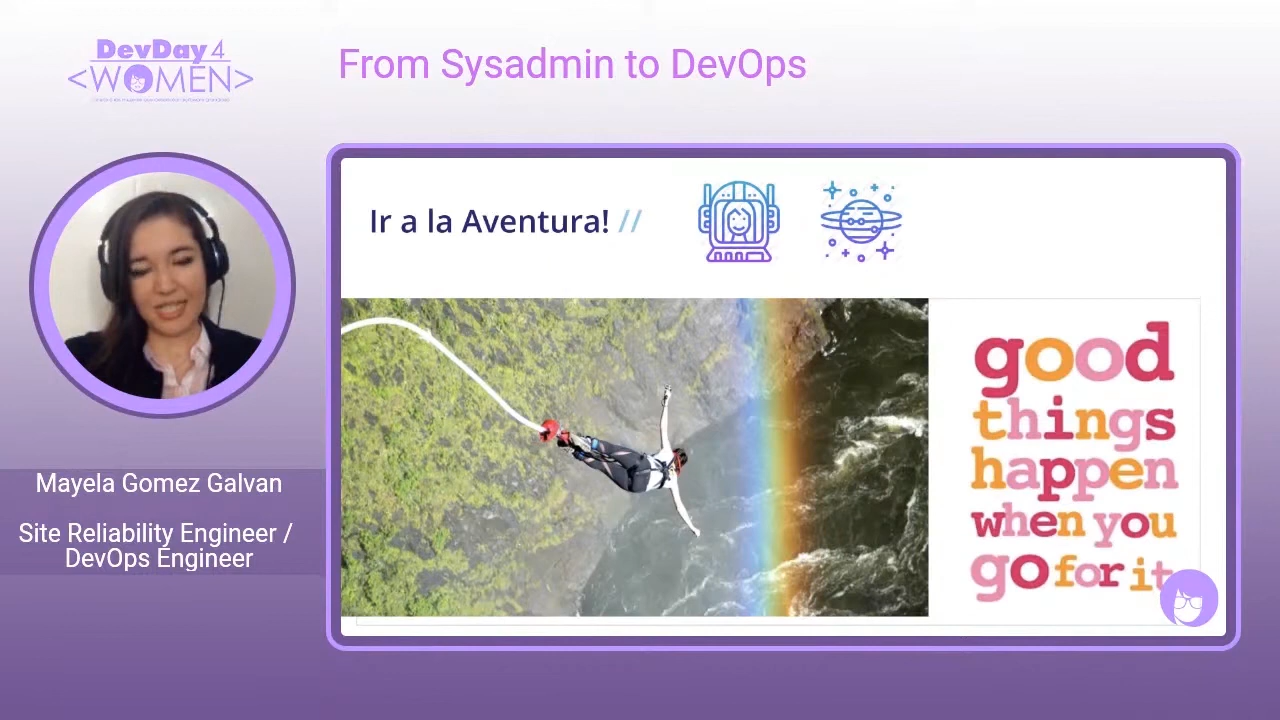 DevDay4
<WOMEN>
From Sysadmin to DevOps
Ir a la Aventura! //
good
things
happen
when you
go for it
Mayela Gomez Galvan
Site Reliability Engineer /
DevOps Engineer